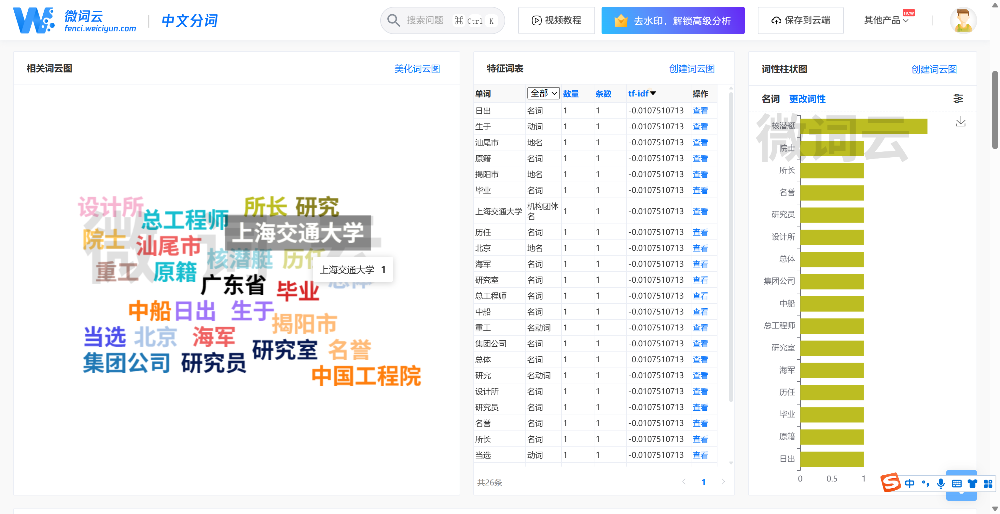 微词云
fenci.weiciyun.com
中文分词
搜索问题 ⌘ Ctrl K
视频教程
去水印，解锁高级分析
保存到云端
其他产品
new
相关词云图
美化词云图
设计所
总工程师
所长
研究
院士
汕尾市
上海交通大学
核潜艇
历任
重工
原籍
上海交通大学 1
广东省
毕业
总体
中船
日出
生于
揭阳市
当选
北京
海军
研究室
名誉
集团公司
研究员
中国工程院
微词云
特征词表
创建词云图
单词 全部 数量 条数 tf-idf 操作
日出 名词 1 1 -0.0107510713 查看
生于 动词 1 1 -0.0107510713 查看
汕尾市 地名 1 1 -0.0107510713 查看
原籍 名词 1 1 -0.0107510713 查看
揭阳市 地名 1 1 -0.0107510713 查看
毕业 名词 1 1 -0.0107510713 查看
上海交通大学 机构团体名 1 1 -0.0107510713 查看
历任 名词 1 1 -0.0107510713 查看
北京 地名 1 1 -0.0107510713 查看
海军 名词 1 1 -0.0107510713 查看
研究室 名词 1 1 -0.0107510713 查看
总工程师 名词 1 1 -0.0107510713 查看
中船 名词 1 1 -0.0107510713 查看
重工 名动词 1 1 -0.0107510713 查看
集团公司 名词 1 1 -0.0107510713 查看
总体 名词 1 1 -0.0107510713 查看
研究 名动词 1 1 -0.0107510713 查看
设计所 名词 1 1 -0.0107510713 查看
研究员 名词 1 1 -0.0107510713 查看
名誉 名词 1 1 -0.0107510713 查看
所长 名词 1 1 -0.0107510713 查看
当选 动词 1 1 -0.0107510713 查看
共26条
1
词性柱状图
创建词云图
名词 更改词性
微词云
核潜艇
院士
所长
名誉
研究员
设计所
总体
集团公司
中船
总工程师
研究室
海军
历任
毕业
原籍
日出
0 0.5 1
S 中